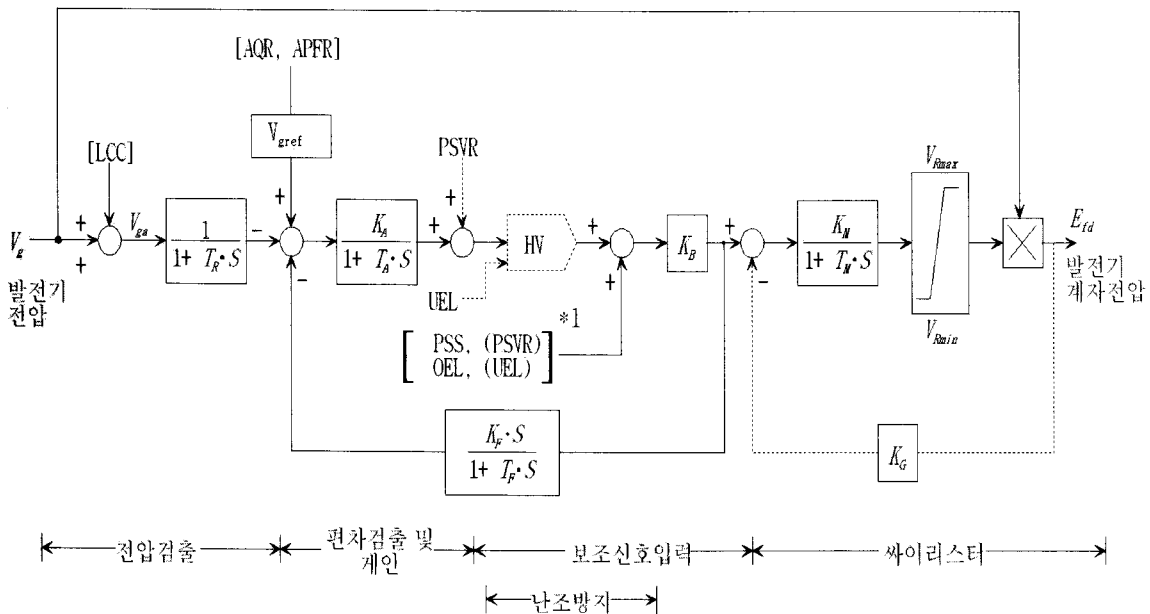 [AQR, APFR]
V_gref
[LCC]
PSVR
V_Rmax
V_g
+
+
V_ga
1
1+ T_R·S
−
+
−
K_A
1+ T_A·S
+
+
HV
UEL
+
+
K_B
+
−
K_M
1+ T_M·S
V_Rmin
E_fd
발전기
전압
발전기
계자전압
*1
[ PSS, (PSVR)
OEL, (UEL) ]
K_F·S
1+ T_F·S
K_G
전압검출
편차검출 및
게인
보조신호입력
싸이리스터
난조방지